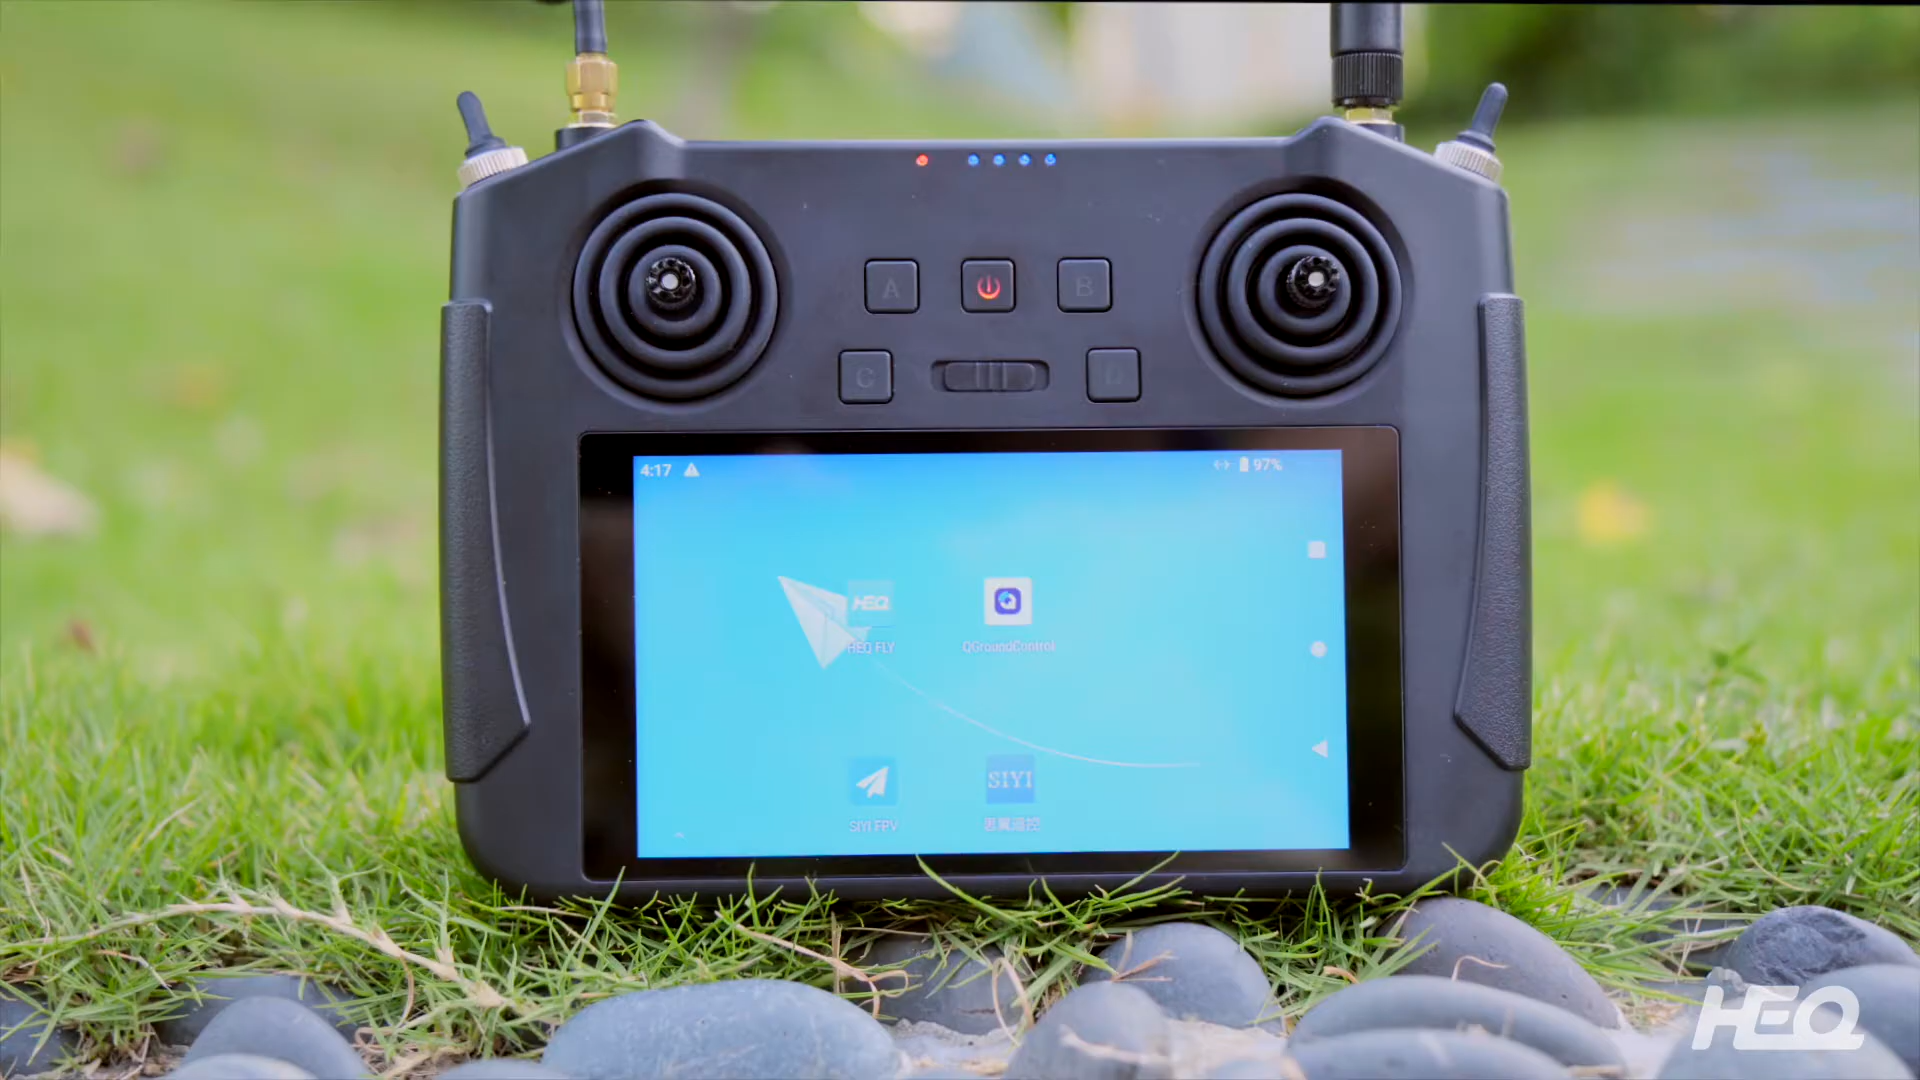 A
B
C
D
4:17
97%
HEQ
HEQ FLY
QGroundControl
SIYI FPV
SIYI
思翼遥控
HEQ